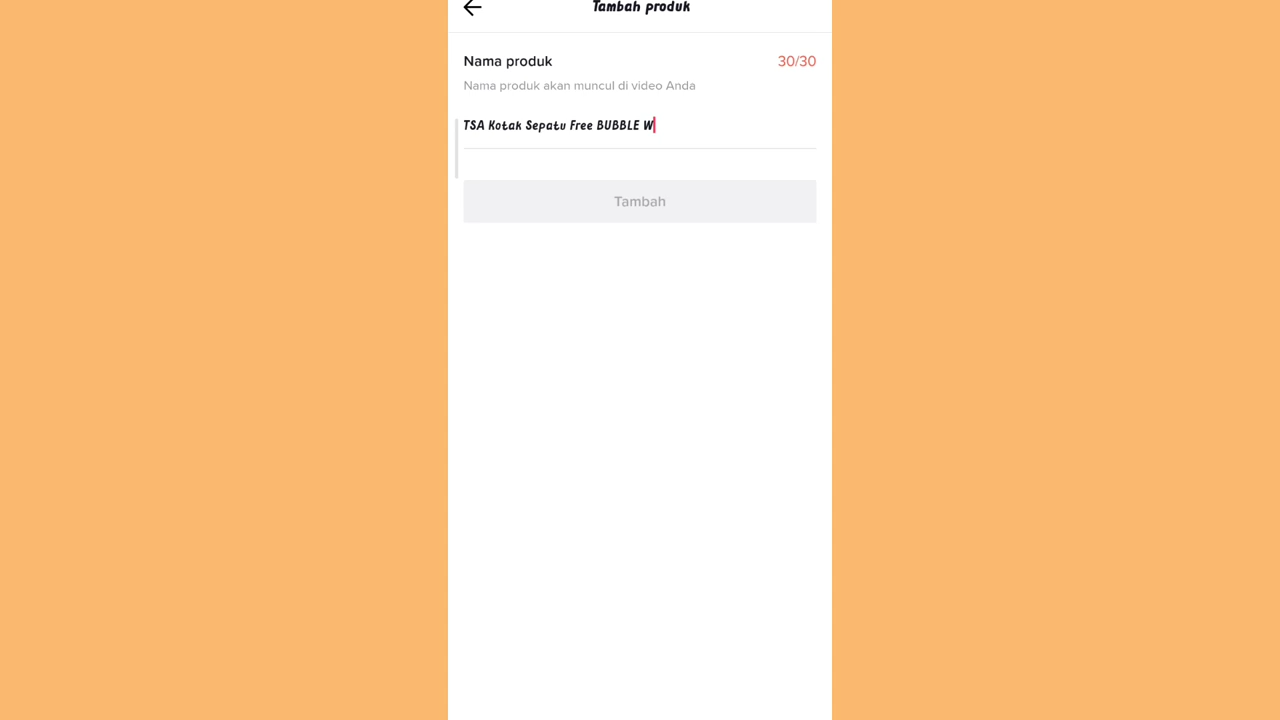 Tambah produk
Nama produk 30/30
Nama produk akan muncul di video Anda
TSA Kotak Sepatu Free BUBBLE W
Tambah